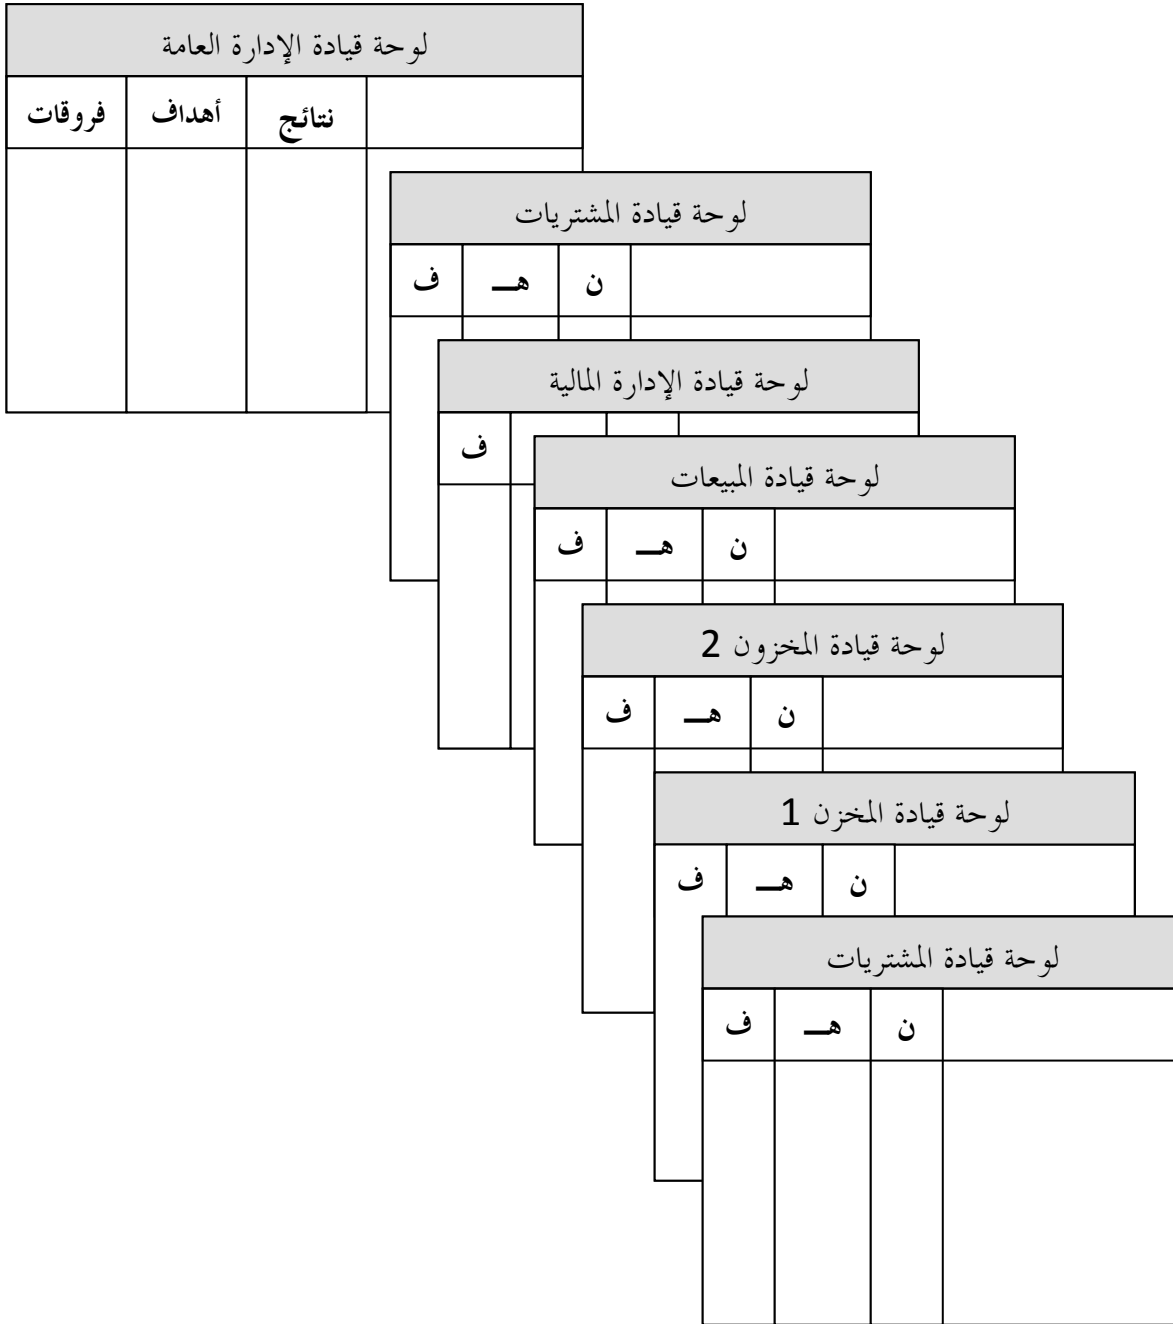 لوحة قيادة الإدارة العامة
نتائج أهداف فروقات
لوحة قيادة المشتريات
ن هـ ف
لوحة قيادة الإدارة المالية
ف
لوحة قيادة المبيعات
ن هـ ف
لوحة قيادة المخزون 2
ن هـ ف
لوحة قيادة المخزن 1
ن هـ ف
لوحة قيادة المشتريات
ن هـ ف